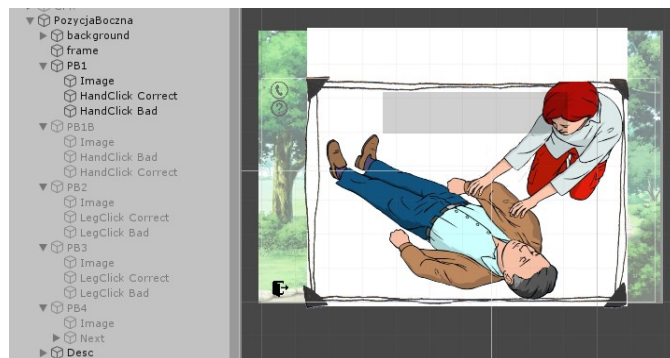 PozycjaBoczna
background
frame
PB1
Image
HandClick Correct
HandClick Bad
PB1B
Image
HandClick Bad
HandClick Correct
PB2
Image
LegClick Correct
LegClick Bad
PB3
Image
LegClick Correct
LegClick Bad
PB4
Image
Next
Desc
?